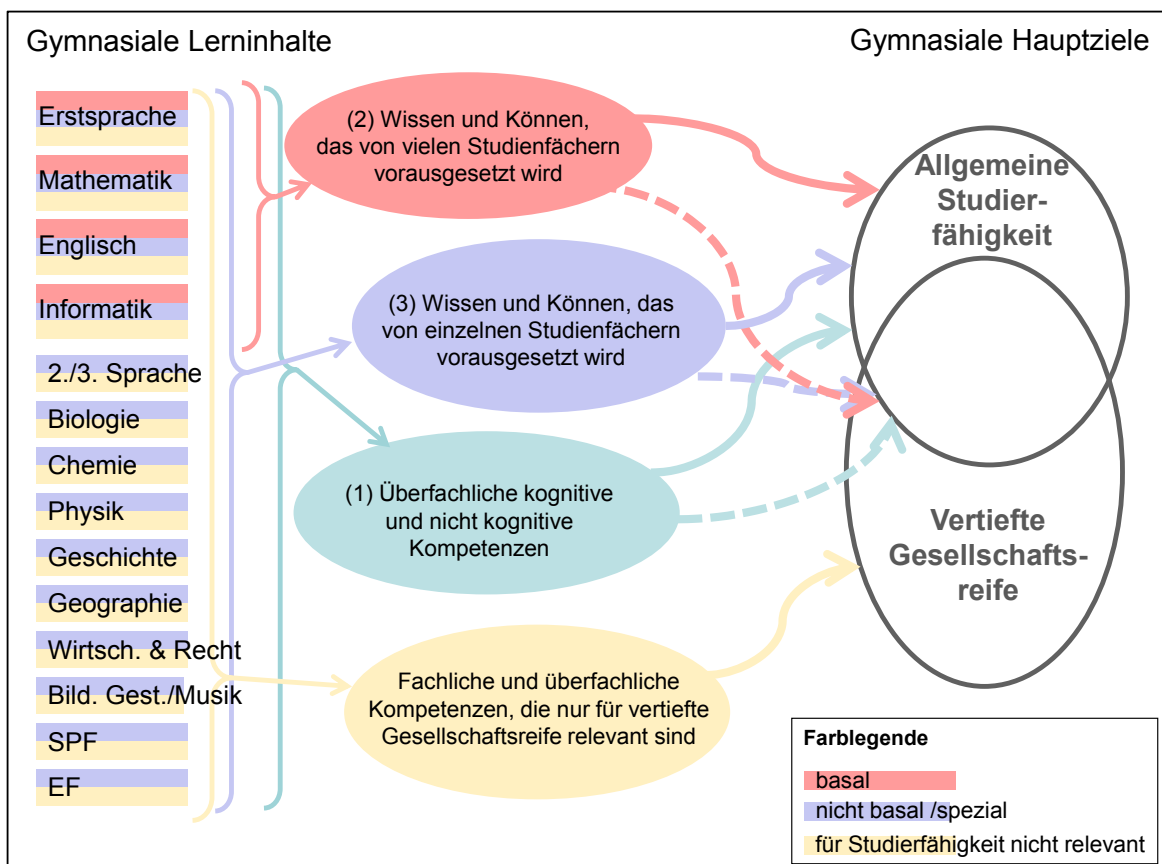 Gymnasiale Lerninhalte
Gymnasiale Hauptziele
Erstsprache
Mathematik
Englisch
Informatik
2./3. Sprache
Biologie
Chemie
Physik
Geschichte
Geographie
Wirtsch. & Recht
Bild. Gest./Musik
SPF
EF
(2) Wissen und Können,
das von vielen Studienfächern
vorausgesetzt wird
(3) Wissen und Können, das
von einzelnen Studienfächern
vorausgesetzt wird
(1) Überfachliche kognitive
und nicht kognitive
Kompetenzen
Fachliche und überfachliche
Kompetenzen, die nur für vertiefte
Gesellschaftsreife relevant sind
Allgemeine
Studier-
fähigkeit
Vertiefte
Gesellschafts-
reife
Farblegende
basal
nicht basal /spezial
für Studierfähigkeit nicht relevant